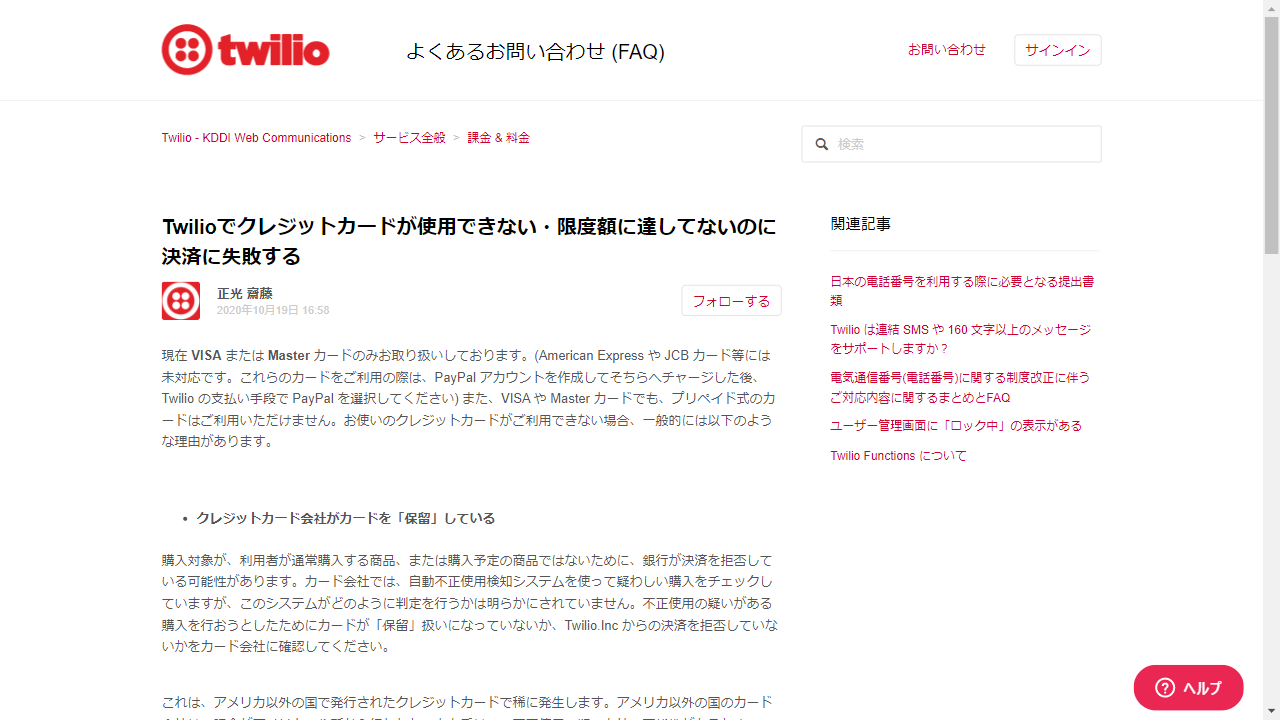 twilio
よくあるお問い合わせ (FAQ)
お問い合わせ
サインイン
Twilio - KDDI Web Communications > サービス全般 > 課金 & 料金
検索
Twilioでクレジットカードが使用できない・限度額に達してないのに
決済に失敗する
正光 齋藤
2020年10月19日 16:58
フォローする
現在 VISA または Master カードのみお取り扱いしております。(American Express や JCB カード等には
未対応です。これらのカードをご利用の際は、PayPal アカウントを作成してそちらへチャージした後、
Twilio の支払い手段で PayPal を選択してください) また、VISA や Master カードでも、プリペイド式のカ
ードはご利用いただけません。お使いのクレジットカードがご利用できない場合、一般的には以下のよう
な理由があります。
• クレジットカード会社がカードを「保留」している
購入対象が、利用者が通常購入する商品、または購入予定の商品ではないために、銀行が決済を拒否して
いる可能性があります。カード会社では、自動不正使用検知システムを使って疑わしい購入をチェックし
ていますが、このシステムがどのように判定を行うかは明らかにされていません。不正使用の疑いがある
購入を行おうとしたためにカードが「保留」扱いになっていないか、Twilio.Inc からの決済を拒否していな
いかをカード会社に確認してください。
これは、アメリカ以外の国で発行されたクレジットカードで稀に発生します。アメリカ以外の国のカード
関連記事
日本の電話番号を利用する際に必要となる提出書
類
Twilio は連結 SMS や 160 文字以上のメッセージ
をサポートしますか？
電気通信番号(電話番号)に関する制度改正に伴う
ご対応内容に関するまとめとFAQ
ユーザー管理画面に「ロック中」の表示がある
Twilio Functions について
ヘルプ